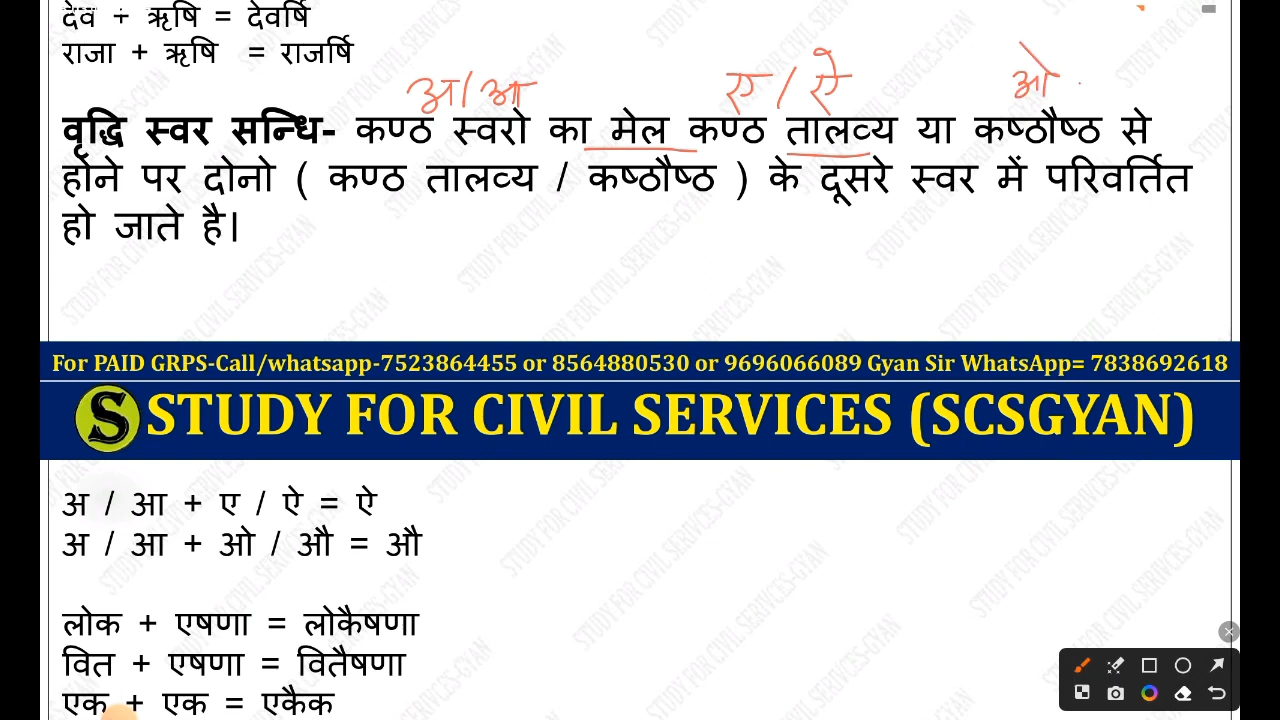 देव + ऋषि = देवर्षि
राजा + ऋषि = राजर्षि
अ/आ ए/ऐ ओ
वृद्धि स्वर सन्धि- कण्ठ स्वरो का मेल कण्ठ तालव्य या कष्ठौष्ठ से
होने पर दोनो ( कण्ठ तालव्य / कष्ठौष्ठ ) के दूसरे स्वर में परिवर्तित
हो जाते है।
For PAID GRPS-Call/whatsapp-7523864455 or 8564880530 or 9696066089 Gyan Sir WhatsApp= 7838692618
S STUDY FOR CIVIL SERVICES (SCSGYAN)
अ / आ + ए / ऐ = ऐ
अ / आ + ओ / औ = औ
लोक + एषणा = लोकैषणा
वित + एषणा = वितैषणा
एक + एक = एकैक